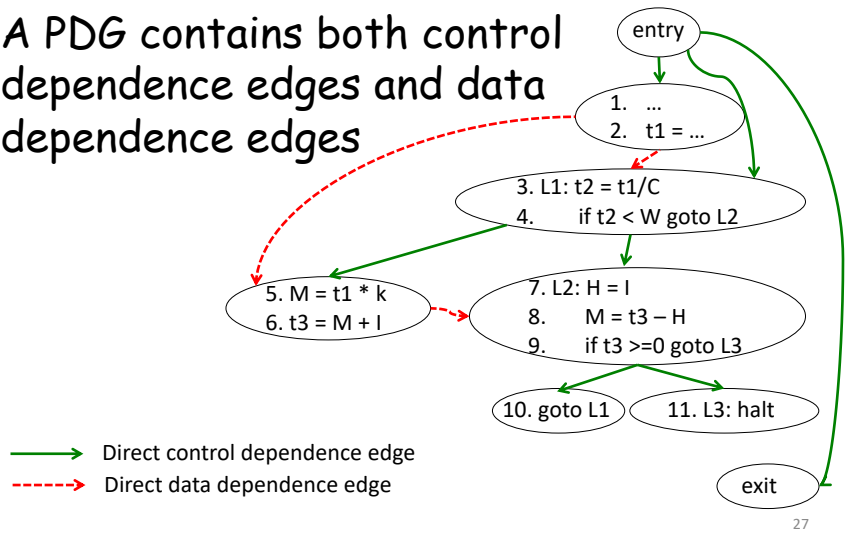 A PDG contains both control
dependence edges and data
dependence edges
entry
1. ...
2. t1 = ...
3. L1: t2 = t1/C
4. if t2 < W goto L2
5. M = t1 * k
6. t3 = M + I
7. L2: H = I
8. M = t3 – H
9. if t3 >=0 goto L3
10. goto L1
11. L3: halt
Direct control dependence edge
Direct data dependence edge
exit
27